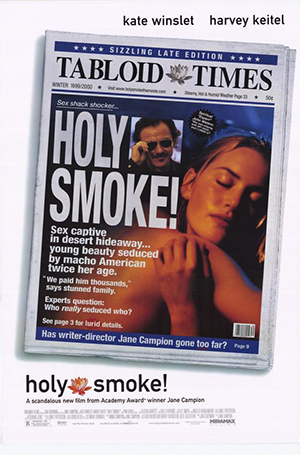 kate winslet harvey keitel
SIZZLING LATE EDITION
TABLOID TIMES
WINTER 1999/2000 Visit www.holysmokethemovie.com Steamy, Hot & Humid Weather Page 33 50¢
Sex shack shocker...
HOLY
SMOKE!
Sex captive
in desert hideaway...
young beauty seduced
by macho American
twice her age.
"We paid him thousands,"
says stunned family.
Experts question:
Who really seduced who?
See page 3 for lurid details.
Has writer-director Jane Campion gone too far? Page 9
holy smoke!
A scandalous new film from Academy Award® winner Jane Campion
MIRAMAX
R